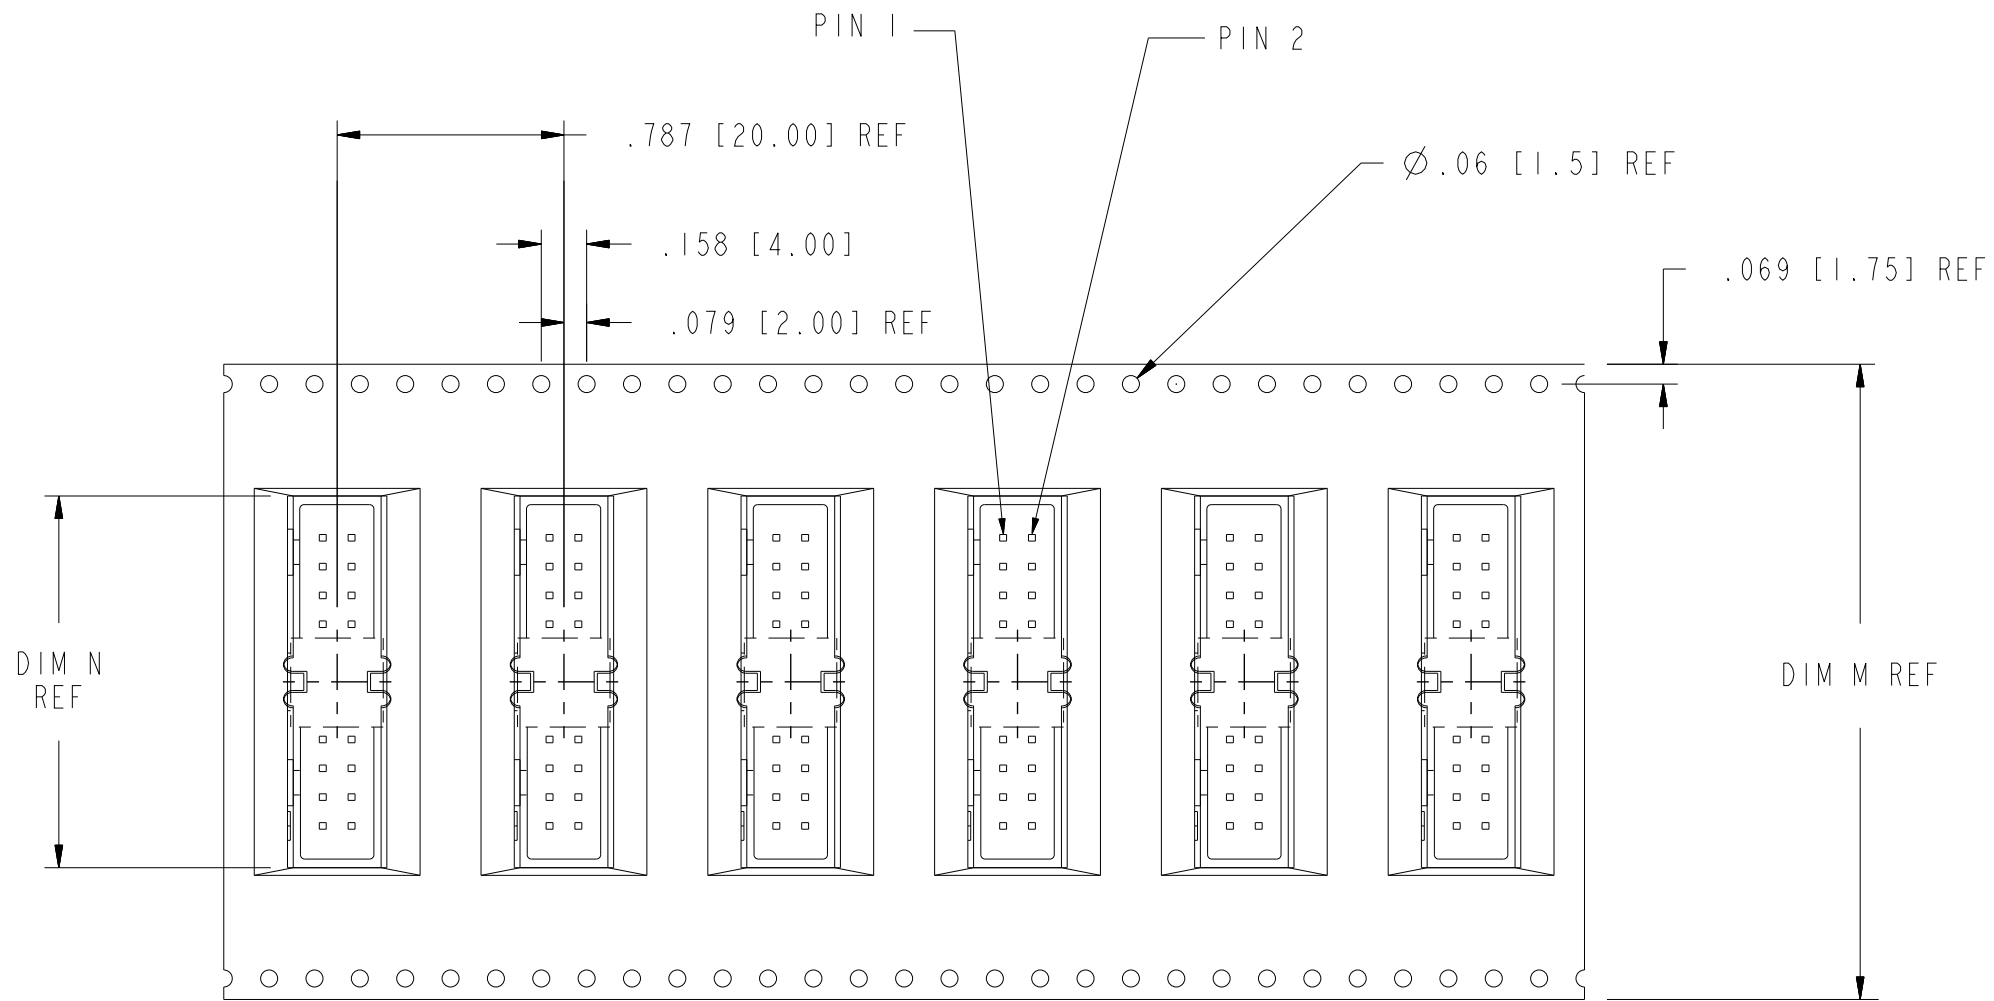 PIN 1
PIN 2
.787 [20.00] REF
Ø.06 [1.5] REF
.158 [4.00]
.069 [1.75] REF
.079 [2.00] REF
DIM N
REF
DIM M REF